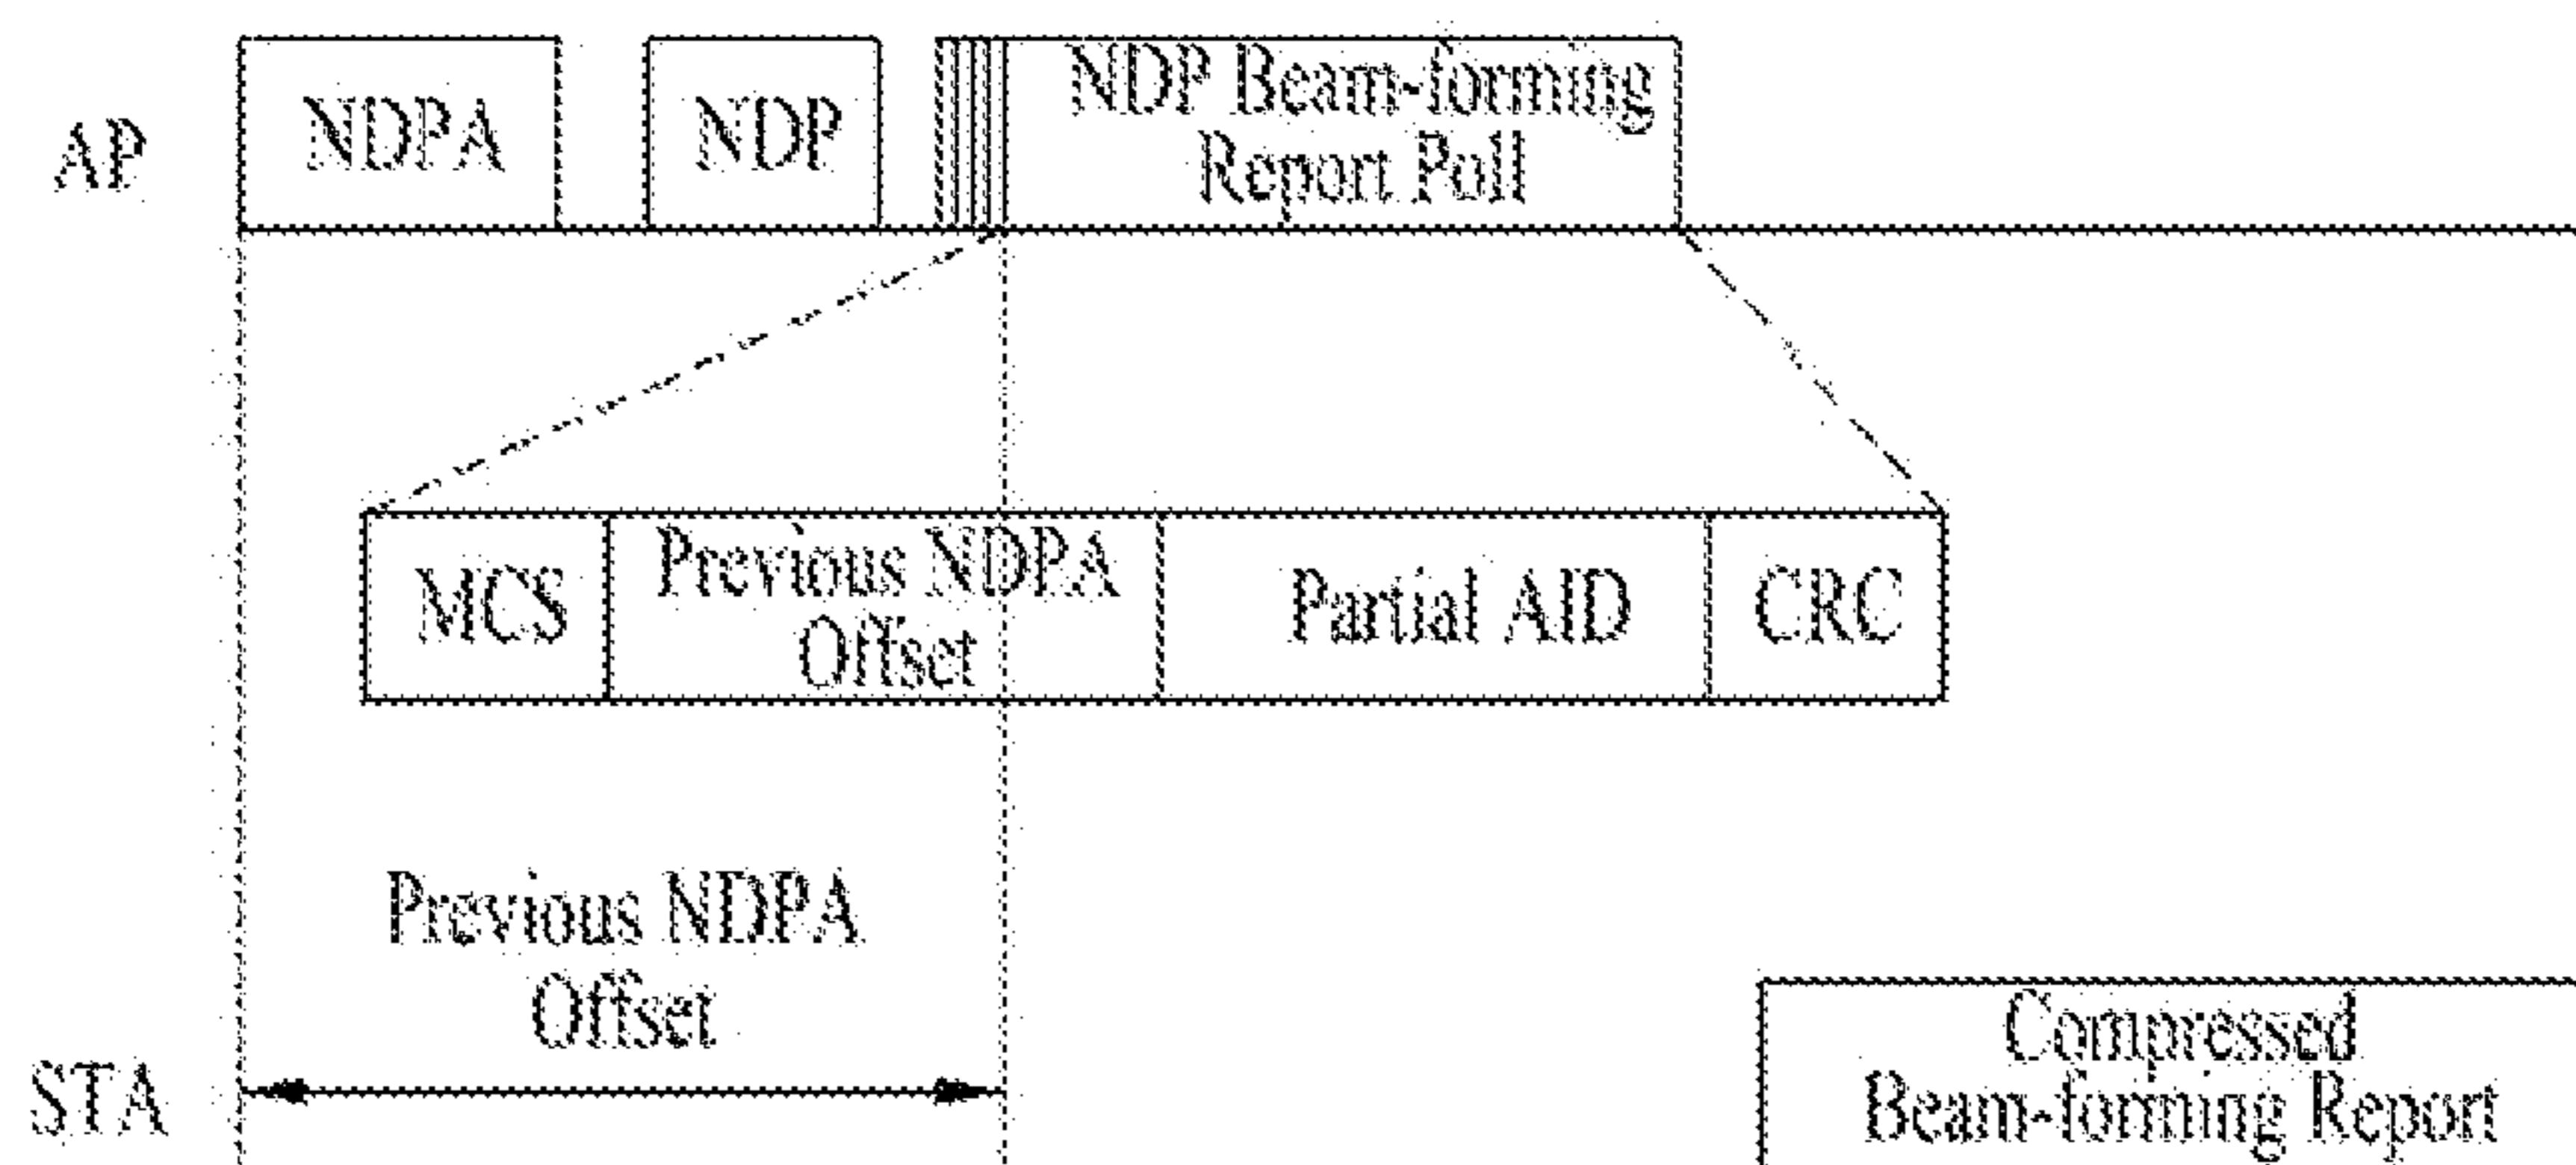 AP
NDPA
NDP
NDP Beam-forming
Report Poll
MCS
Previous NDPA
Offset
Partial AID
CRC
Previous NDPA
Offset
STA
Compressed
Beam-forming Report